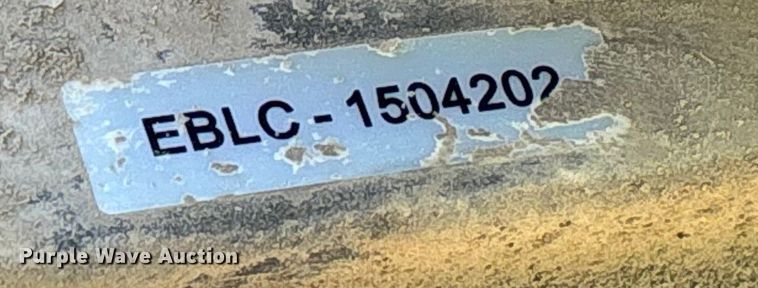 EBLC - 1504202
Purple Wave Auction